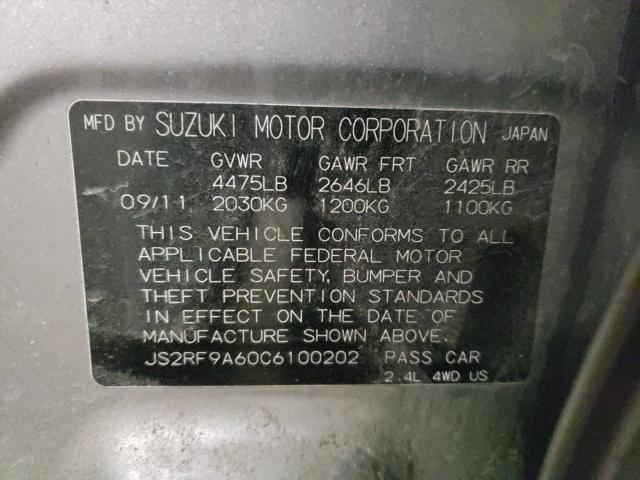 MFD BY SUZUKI MOTOR CORPORATION JAPAN
DATE GVWR GAWR FRT GAWR RR
4475LB 2646LB 2425LB
09/11 2030KG 1200KG 1100KG
THIS VEHICLE CONFORMS TO ALL
APPLICABLE FEDERAL MOTOR
VEHICLE SAFETY, BUMPER AND
THEFT PREVENTION STANDARDS
IN EFFECT ON THE DATE OF
MANUFACTURE SHOWN ABOVE.
JS2RF9A60C6100202 PASS CAR
2.4L 4WD US